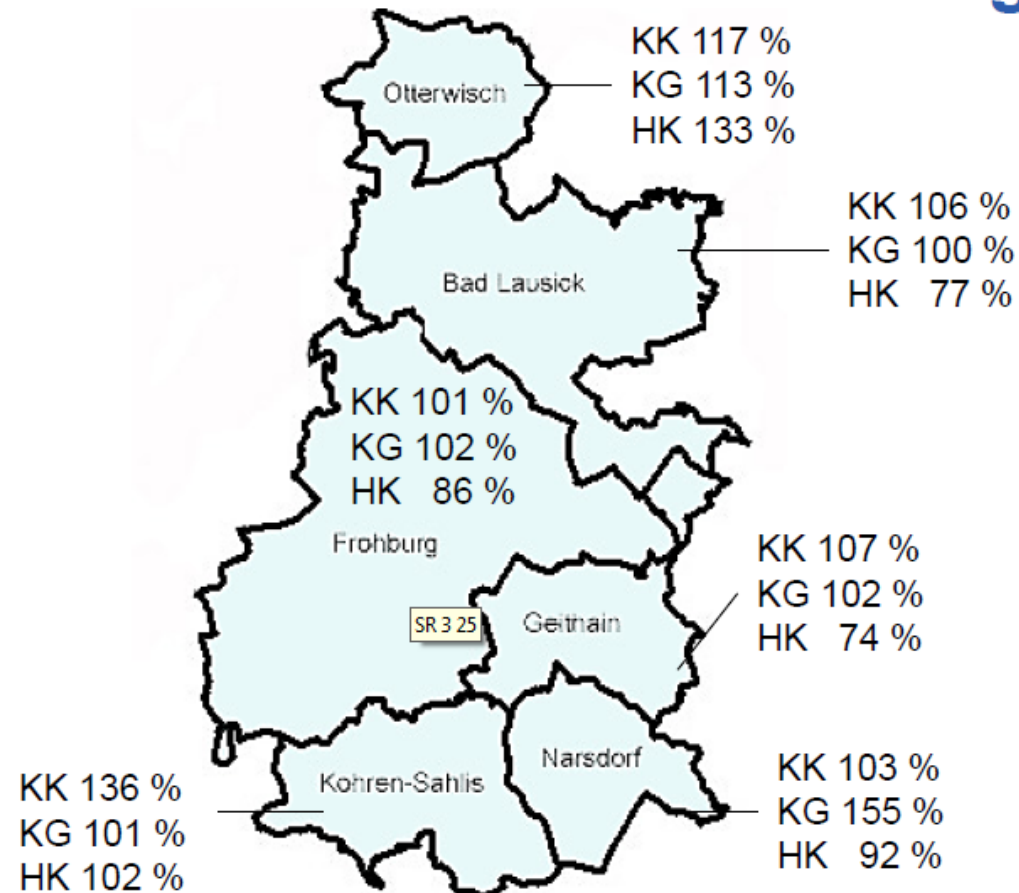 KK 117 %
KG 113 %
HK 133 %
Otterwisch
KK 106 %
KG 100 %
HK 77 %
Bad Lausick
KK 101 %
KG 102 %
HK 86 %
Frohburg
KK 107 %
KG 102 %
HK 74 %
SR 3 25
Geithain
Narsdorf
KK 103 %
KG 155 %
HK 92 %
Kohren-Sahlis
KK 136 %
KG 101 %
HK 102 %